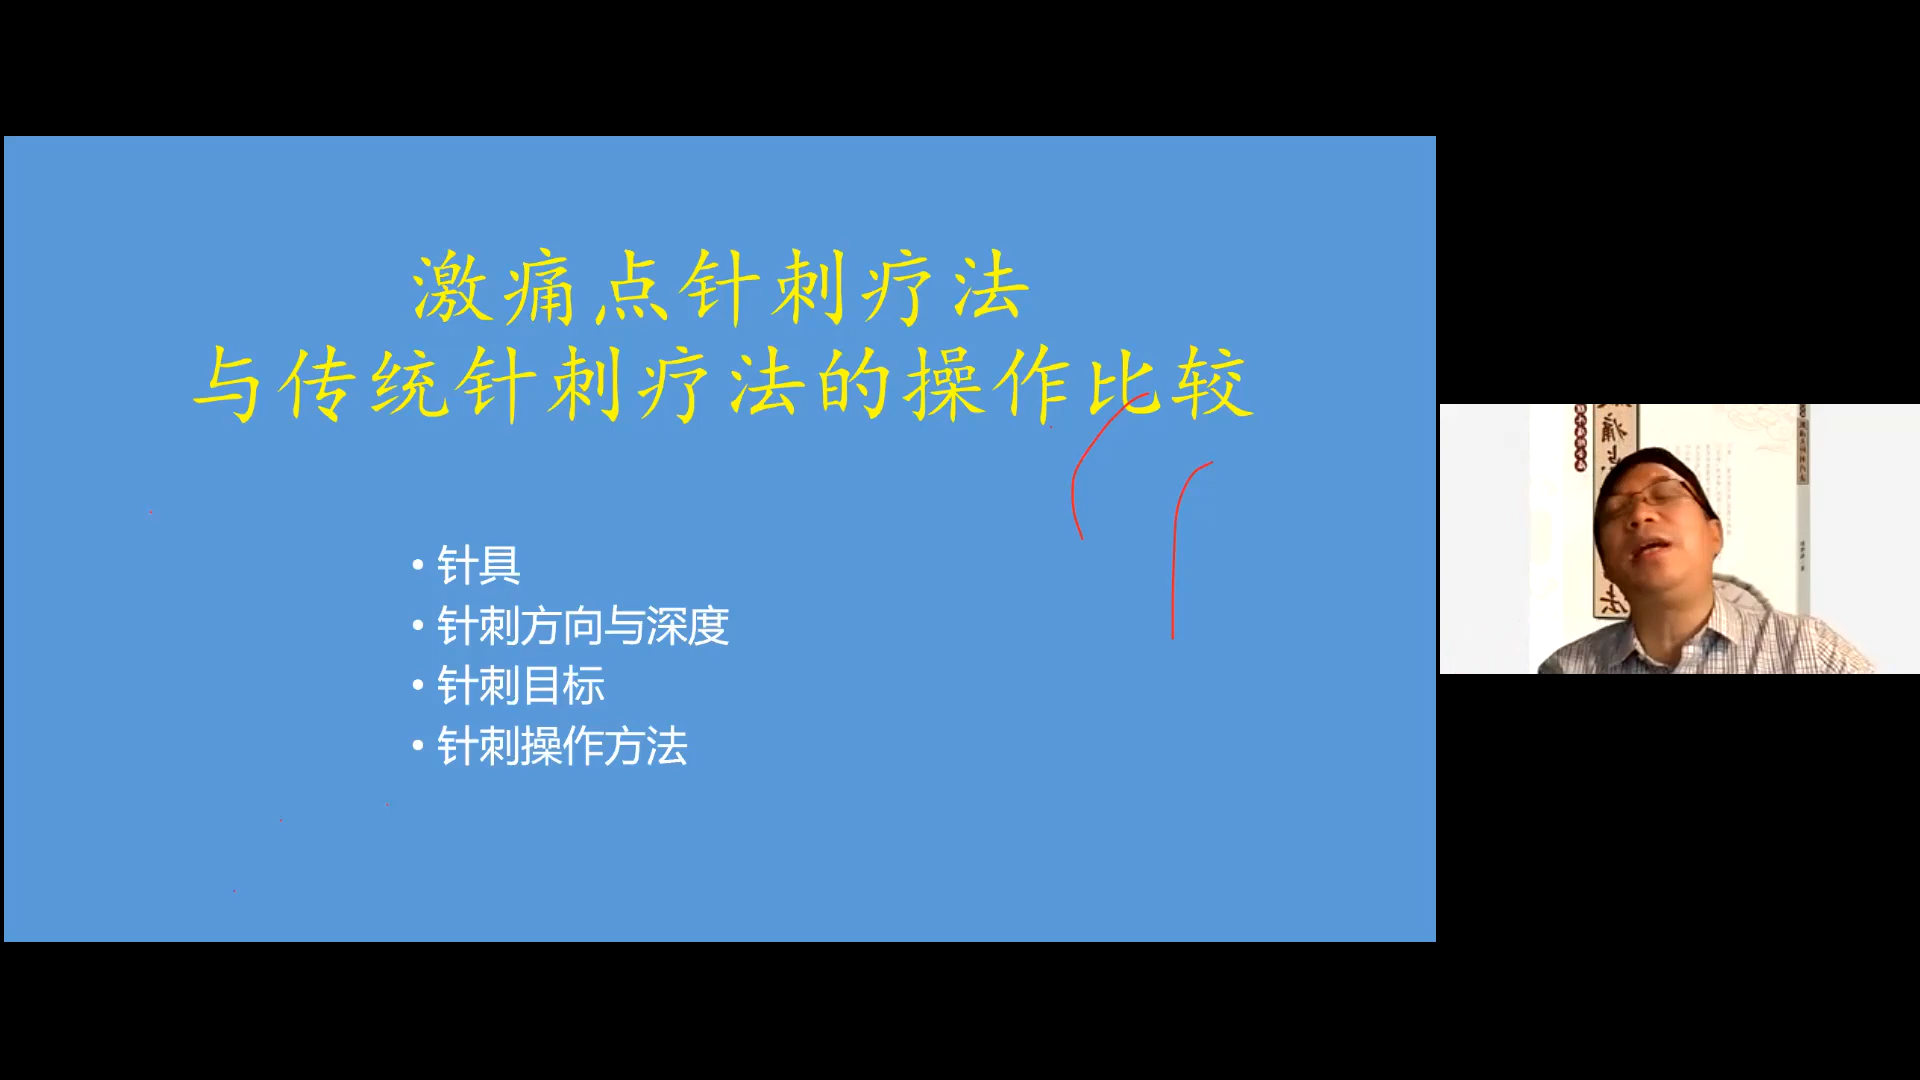 激痛点针刺疗法
与传统针刺疗法的操作比较
• 针具
• 针刺方向与深度
• 针刺目标
• 针刺操作方法
痛
法